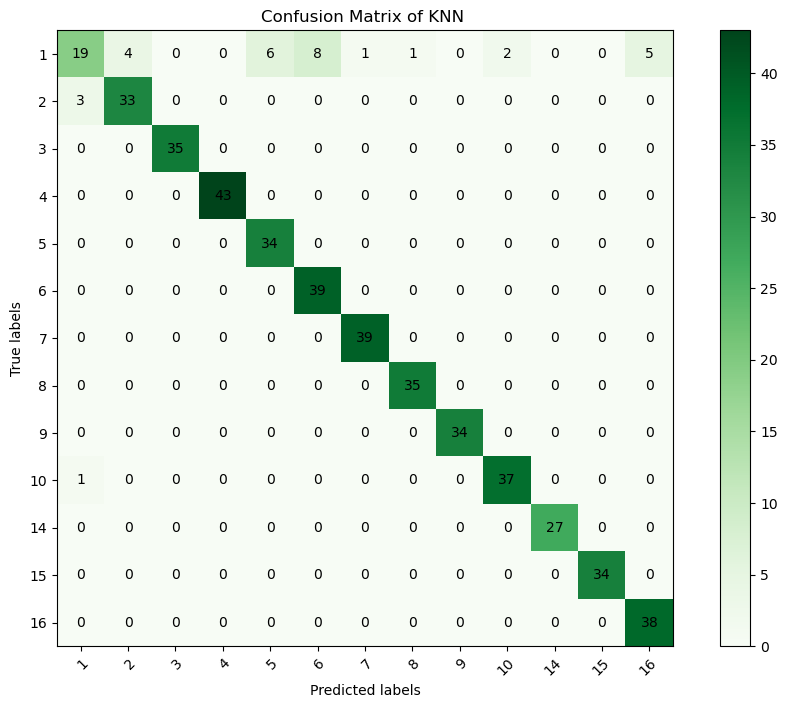 Confusion Matrix of KNN
True labels
1 19 4 0 0 6 8 1 1 0 2 0 0 5
2 3 33 0 0 0 0 0 0 0 0 0 0 0
3 0 0 35 0 0 0 0 0 0 0 0 0 0
4 0 0 0 43 0 0 0 0 0 0 0 0 0
5 0 0 0 0 34 0 0 0 0 0 0 0 0
6 0 0 0 0 0 39 0 0 0 0 0 0 0
7 0 0 0 0 0 0 39 0 0 0 0 0 0
8 0 0 0 0 0 0 0 35 0 0 0 0 0
9 0 0 0 0 0 0 0 0 34 0 0 0 0
10 1 0 0 0 0 0 0 0 0 37 0 0 0
14 0 0 0 0 0 0 0 0 0 0 27 0 0
15 0 0 0 0 0 0 0 0 0 0 0 34 0
16 0 0 0 0 0 0 0 0 0 0 0 0 38
1 2 3 4 5 6 7 8 9 10 14 15 16
Predicted labels
40
35
30
25
20
15
10
5
0